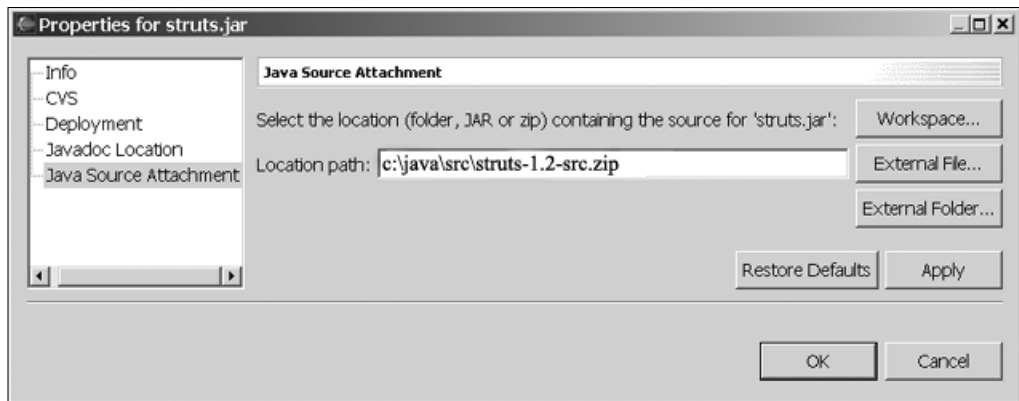 Properties for struts.jar
Info
CVS
Deployment
Javadoc Location
Java Source Attachment
Java Source Attachment
Select the location (folder, JAR or zip) containing the source for 'struts.jar':
Workspace...
Location path: c:\java\src\struts-1.2-src.zip
External File...
External Folder...
Restore Defaults
Apply
OK
Cancel